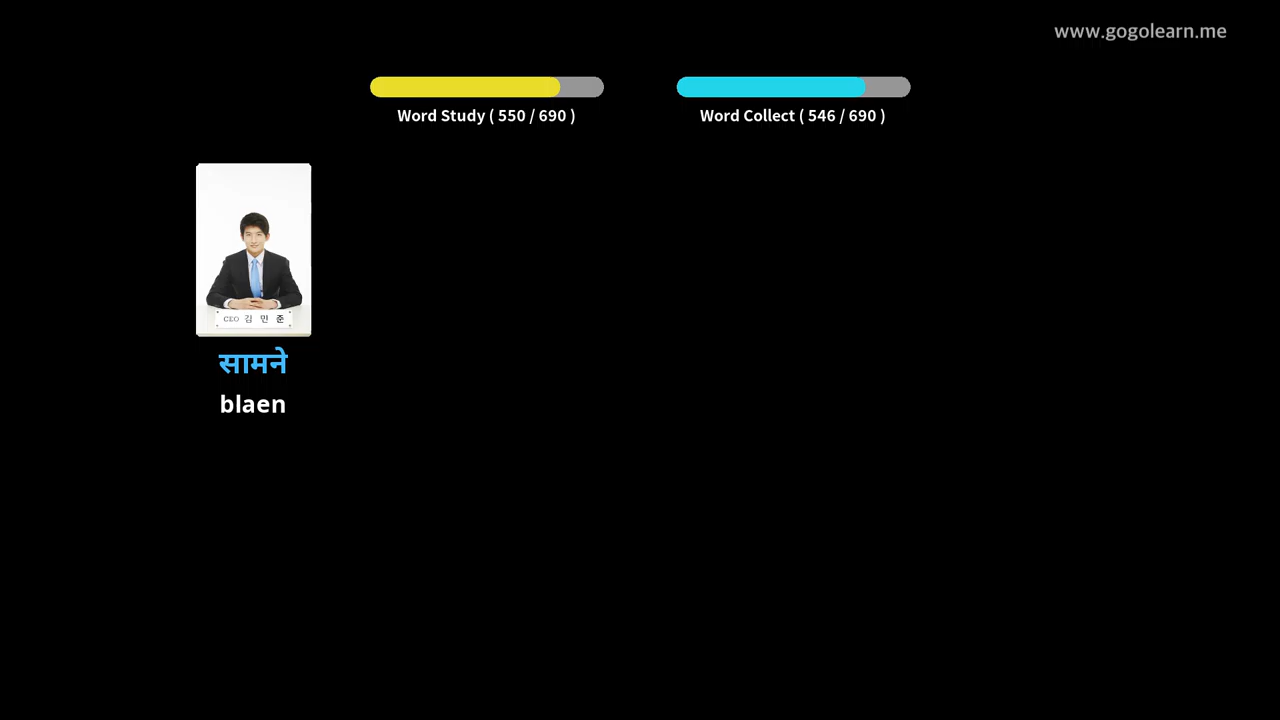 www.gogolearn.me
Word Study ( 550 / 690 )
Word Collect ( 546 / 690 )
CEO 김 민 준
सामने
blaen